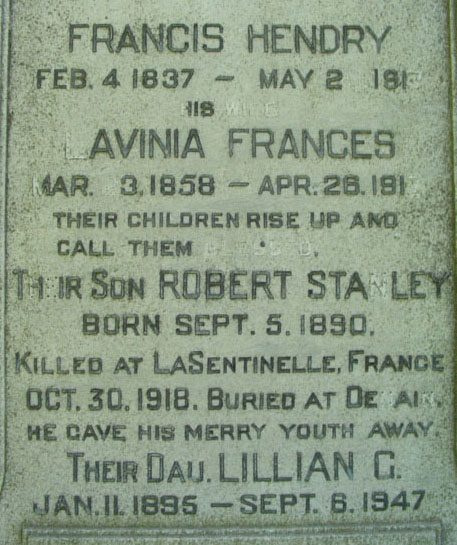 FRANCIS HENDRY
FEB. 4 1837 — MAY 2
HIS WIFE
LAVINIA FRANCES
MAR. 3, 1858 — APR. 26.
THEIR CHILDREN RISE UP AND
CALL THEM
THEIR SON ROBERT STANLEY
BORN SEPT. 5. 1890.
KILLED AT LASENTINELLE, FRANCE
OCT. 30. 1918. BURIED AT
HE GAVE HIS MERRY YOUTH AWAY.
THEIR DAU. LILLIAN G.
JAN. 11. 1895 — SEPT. 6. 1947